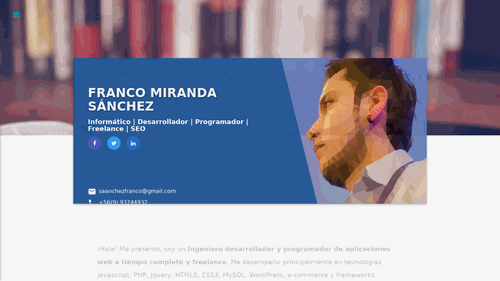 FRANCO MIRANDA
SÁNCHEZ
Informático | Desarrollador | Programador |
Freelance | SEO
saanchezfranco@gmail.com
+56(9) 93744932
¡Hola! Me presento, soy un Ingeniero desarrollador y programador de aplicaciones
web a tiempo completo y freelance. Me desempeño principalmente en tecnologías
Javascript, PHP, Jquery, HTML5, CSS3, MySQL, WordPress, e-commerce y frameworks